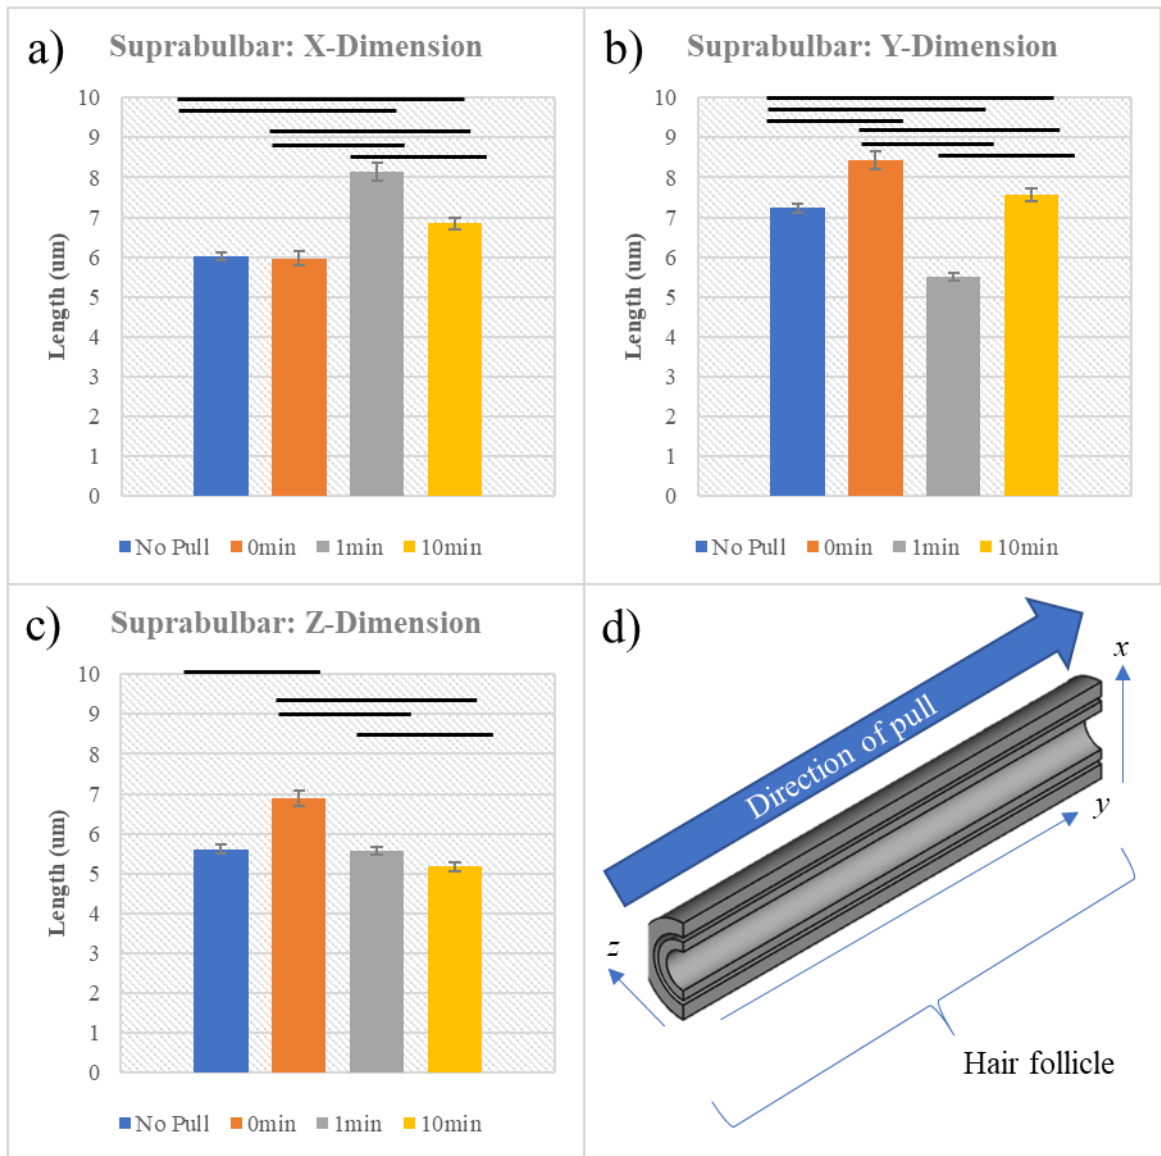 a) Suprabulbar: X-Dimension
10
9
8
7
6
5
4
3
2
1
0
Length (um)
No Pull 0min 1min 10min
b) Suprabulbar: Y-Dimension
10
9
8
7
6
5
4
3
2
1
0
Length (um)
No Pull 0min 1min 10min
c) Suprabulbar: Z-Dimension
10
9
8
7
6
5
4
3
2
1
0
Length (um)
No Pull 0min 1min 10min
d)
Direction of pull
x
y
z
Hair follicle